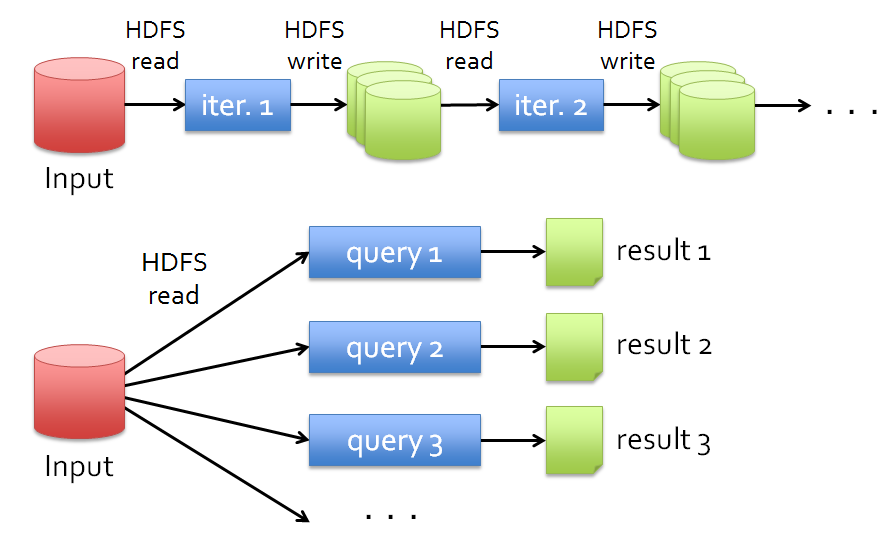 HDFS
read
HDFS
write
HDFS
read
HDFS
write
iter. 1
iter. 2
. . .
Input
HDFS
read
query 1
result 1
query 2
result 2
query 3
result 3
Input
. . .